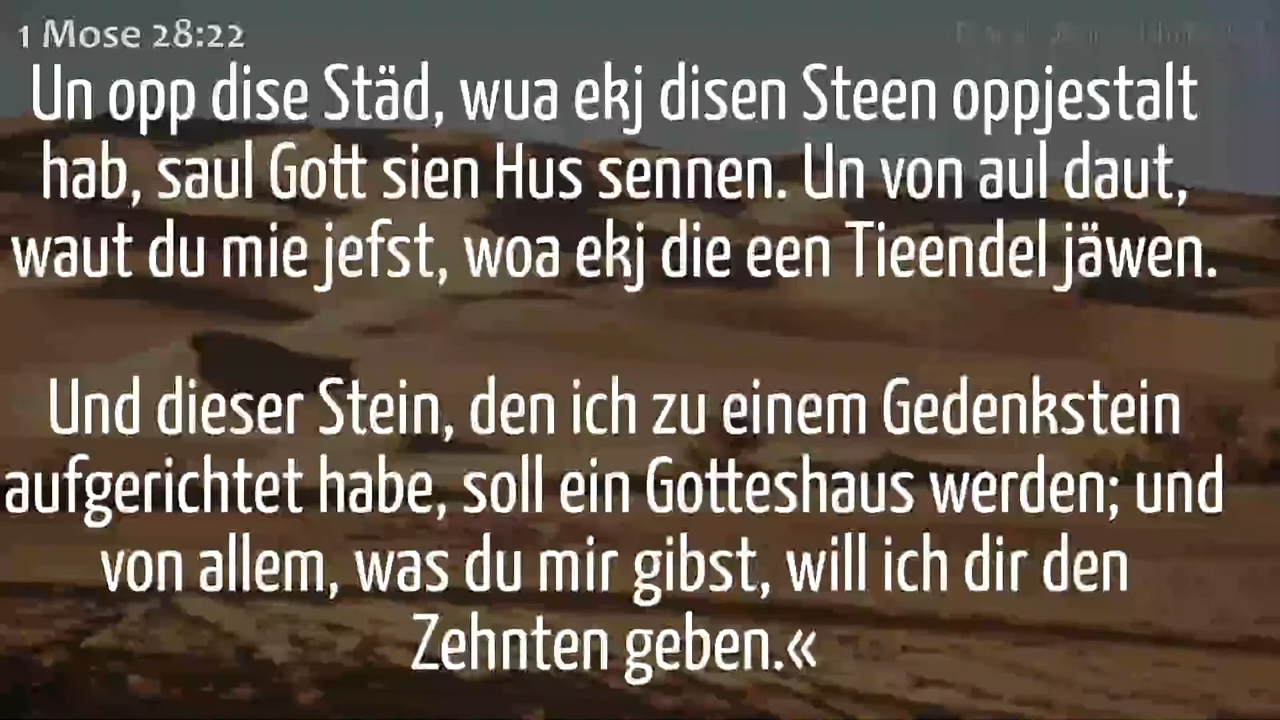 1 Mose 28:22
Un opp dise Städ, wua ekj disen Steen oppjestalt
hab, saul Gott sien Hus sennen. Un von aul daut,
waut du mie jefst, woa ekj die een Tieendel jäwen.
Und dieser Stein, den ich zu einem Gedenkstein
aufgerichtet habe, soll ein Gotteshaus werden; und
von allem, was du mir gibst, will ich dir den
Zehnten geben.«